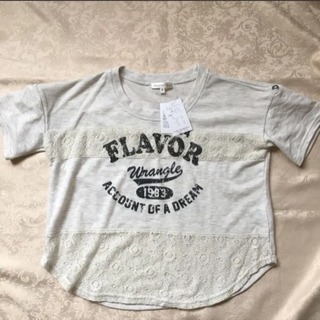 FLAVOR
Wrangle
1983
ACCOUNT OF A DREAM